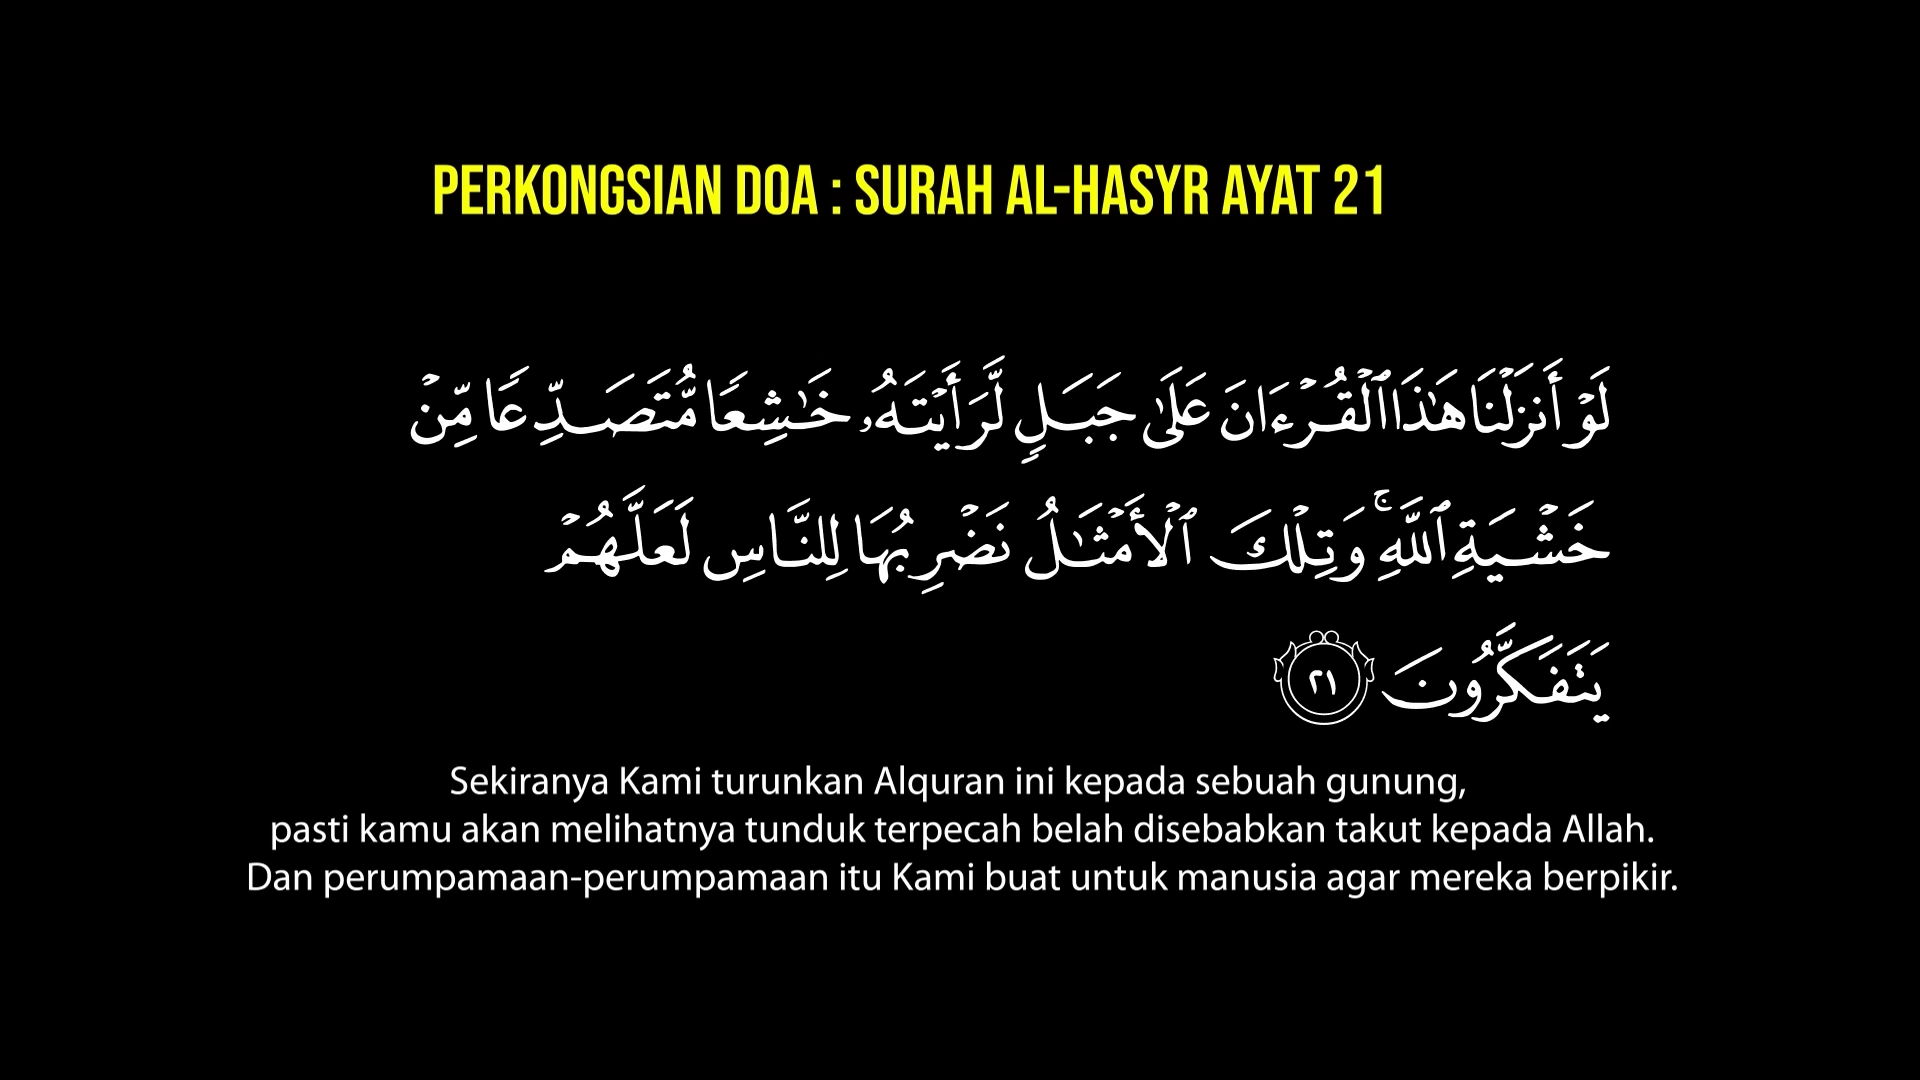 PERKONGSIAN DOA : SURAH AL-HASYR AYAT 21
لَوْ أَنزَلْنَا هَٰذَا ٱلْقُرْءَانَ عَلَىٰ جَبَلٍ لَّرَأَيْتَهُۥ خَٰشِعًا مُّتَصَدِّعًا مِّنْ
خَشْيَةِ ٱللَّهِ ۚ وَتِلْكَ ٱلْأَمْثَٰلُ نَضْرِبُهَا لِلنَّاسِ لَعَلَّهُمْ
يَتَفَكَّرُونَ ٢١
Sekiranya Kami turunkan Alquran ini kepada sebuah gunung,
pasti kamu akan melihatnya tunduk terpecah belah disebabkan takut kepada Allah.
Dan perumpamaan-perumpamaan itu Kami buat untuk manusia agar mereka berpikir.